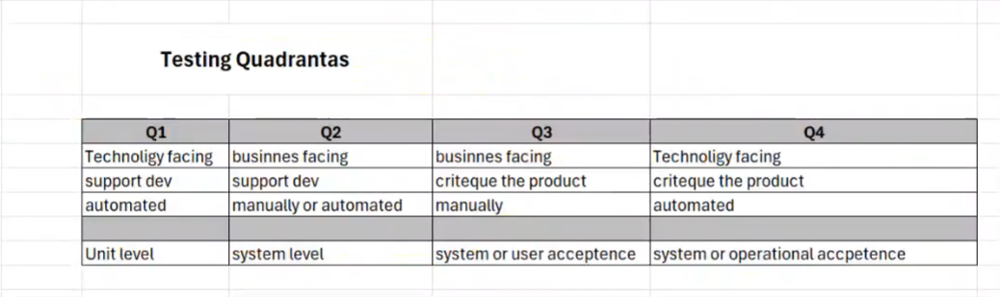 Testing Quadrantas
Q1 Q2 Q3 Q4
Technoligy facing businnes facing businnes facing Technoligy facing
support dev support dev criteque the product criteque the product
automated manually or automated manually automated
Unit level system level system or user acceptence system or operational accpetence